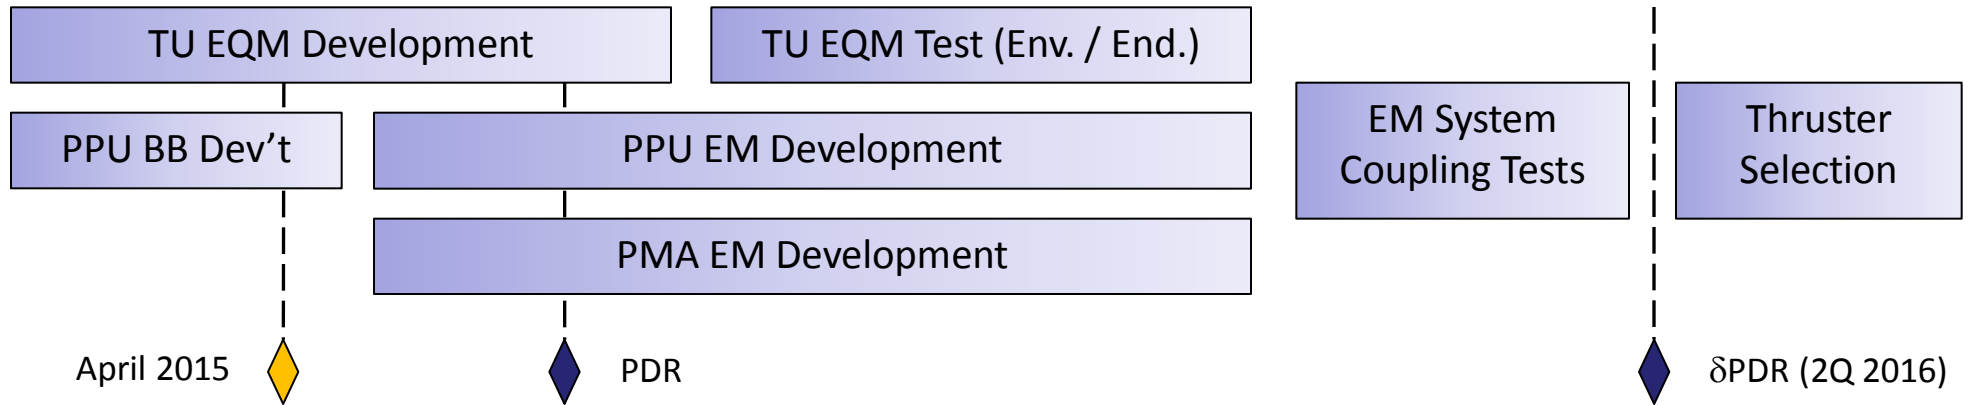 TU EQM Development
TU EQM Test (Env. / End.)
PPU BB Dev’t
PPU EM Development
EM System
Coupling Tests
Thruster
Selection
PMA EM Development
April 2015
PDR
δPDR (2Q 2016)